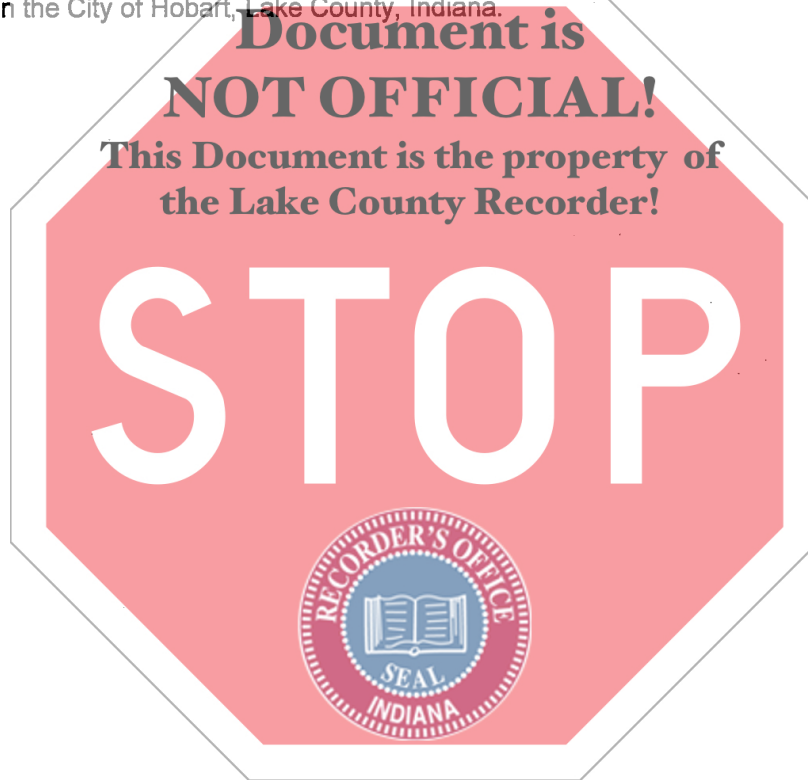 n the City of Hobart, Lake County, Indiana.
Document is
NOT OFFICIAL!
This Document is the property of
the Lake County Recorder!
STOP
RECORDER'S OFFICE
SEAL
INDIANA